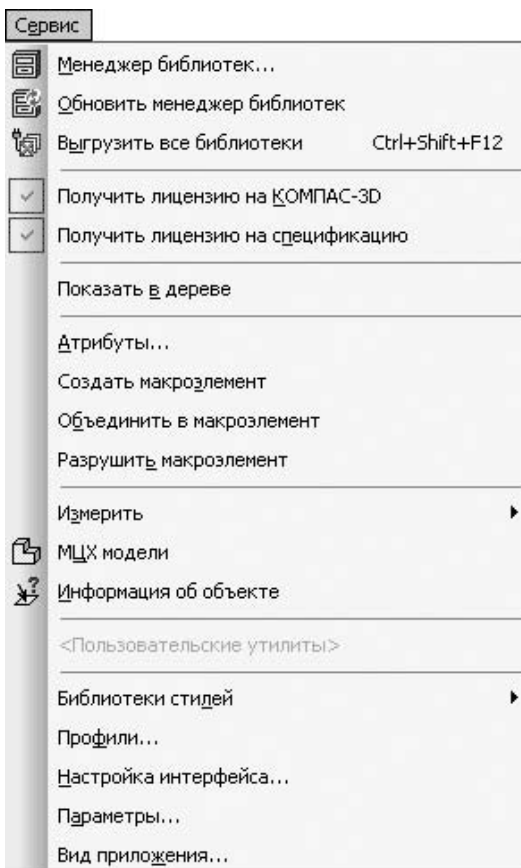 Сервис
Менеджер библиотек...
Обновить менеджер библиотек
Выгрузить все библиотеки Ctrl+Shift+F12
Получить лицензию на КОМПАС-3D
Получить лицензию на спецификацию
Показать в дереве
Атрибуты...
Создать макроэлемент
Объединить в макроэлемент
Разрушить макроэлемент
Измерить
МЦХ модели
Информация об объекте
<Пользовательские утилиты>
Библиотеки стилей
Профили...
Настройка интерфейса...
Параметры...
Вид приложения...